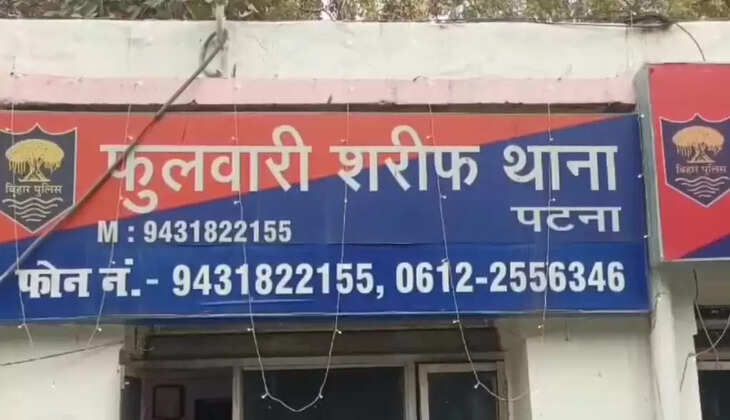 फुलवारी शरीफ थाना
पटना
M : 9431822155
फोन नं.- 9431822155, 0612-2556346
बिहार पुलिस
बिहार पुलिस